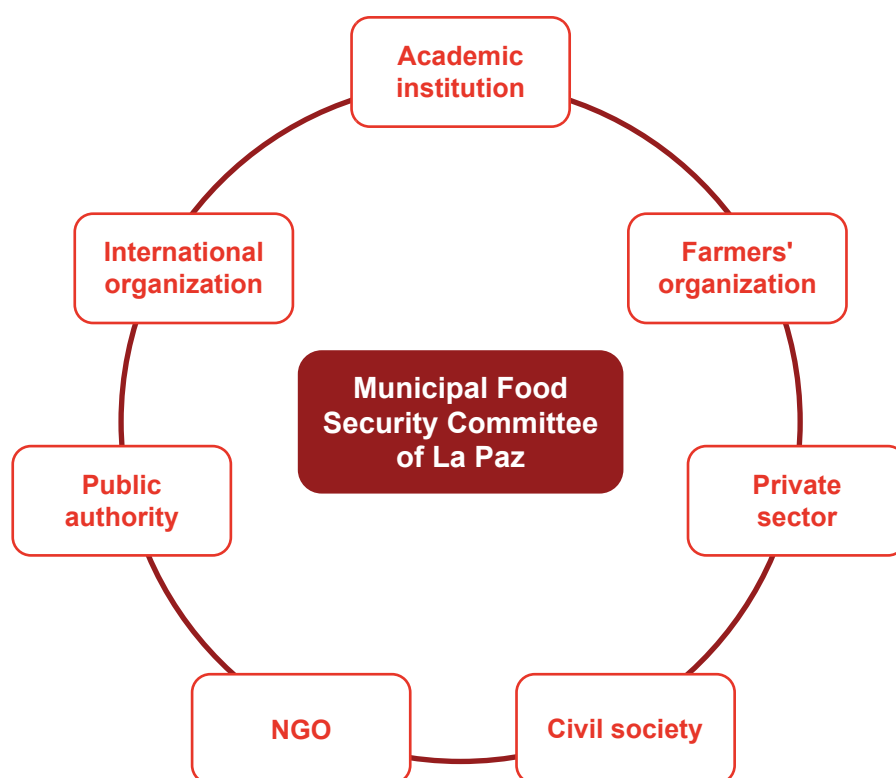 Academic
institution
International
organization
Farmers'
organization
Municipal Food
Security Committee
of La Paz
Public
authority
Private
sector
NGO
Civil society